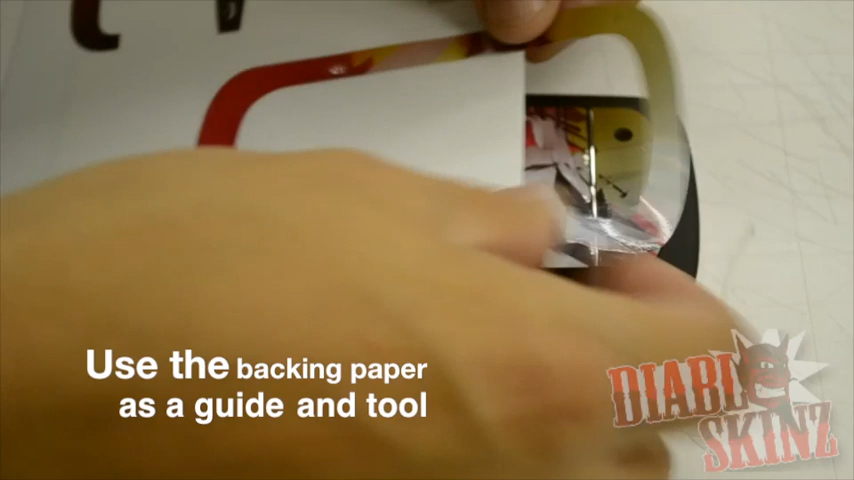 Use the backing paper
as a guide and tool
DIABLO
SKINZ